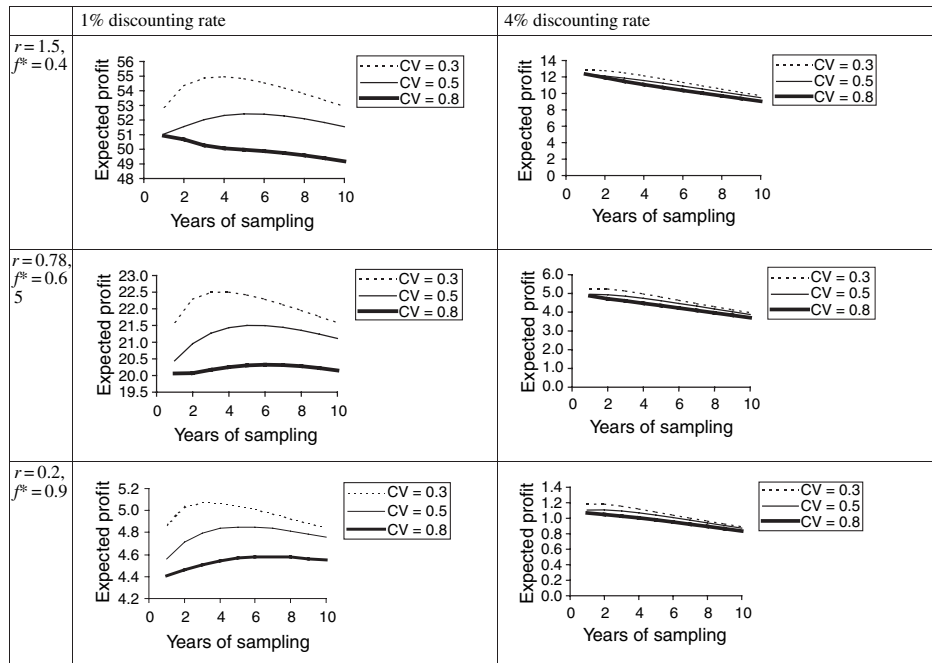 1% discounting rate
4% discounting rate
r = 1.5,
f* = 0.4
Expected profit
56
55
54
53
52
51
50
49
48
0 2 4 6 8 10
Years of sampling
CV = 0.3
CV = 0.5
CV = 0.8
Expected profit
14
12
10
8
6
4
2
0
0 2 4 6 8 10
Years of sampling
CV = 0.3
CV = 0.5
CV = 0.8
r = 0.78,
f* = 0.6
5
Expected profit
23.0
22.5
22.0
21.5
21.0
20.5
20.0
19.5
0 2 4 6 8 10
Years of sampling
CV = 0.3
CV = 0.5
CV = 0.8
Expected profit
6.0
5.0
4.0
3.0
2.0
1.0
0.0
0 2 4 6 8 10
Years of sampling
CV = 0.3
CV = 0.5
CV = 0.8
r = 0.2,
f* = 0.9
Expected profit
5.2
5.0
4.8
4.6
4.4
4.2
0 2 4 6 8 10
Years of sampling
CV = 0.3
CV = 0.5
CV = 0.8
Expected profit
1.4
1.2
1.0
0.8
0.6
0.4
0.2
0.0
0 2 4 6 8 10
Years of sampling
CV = 0.3
CV = 0.5
CV = 0.8